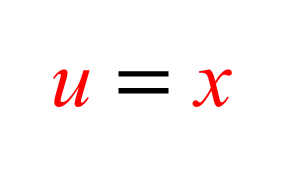 u = x